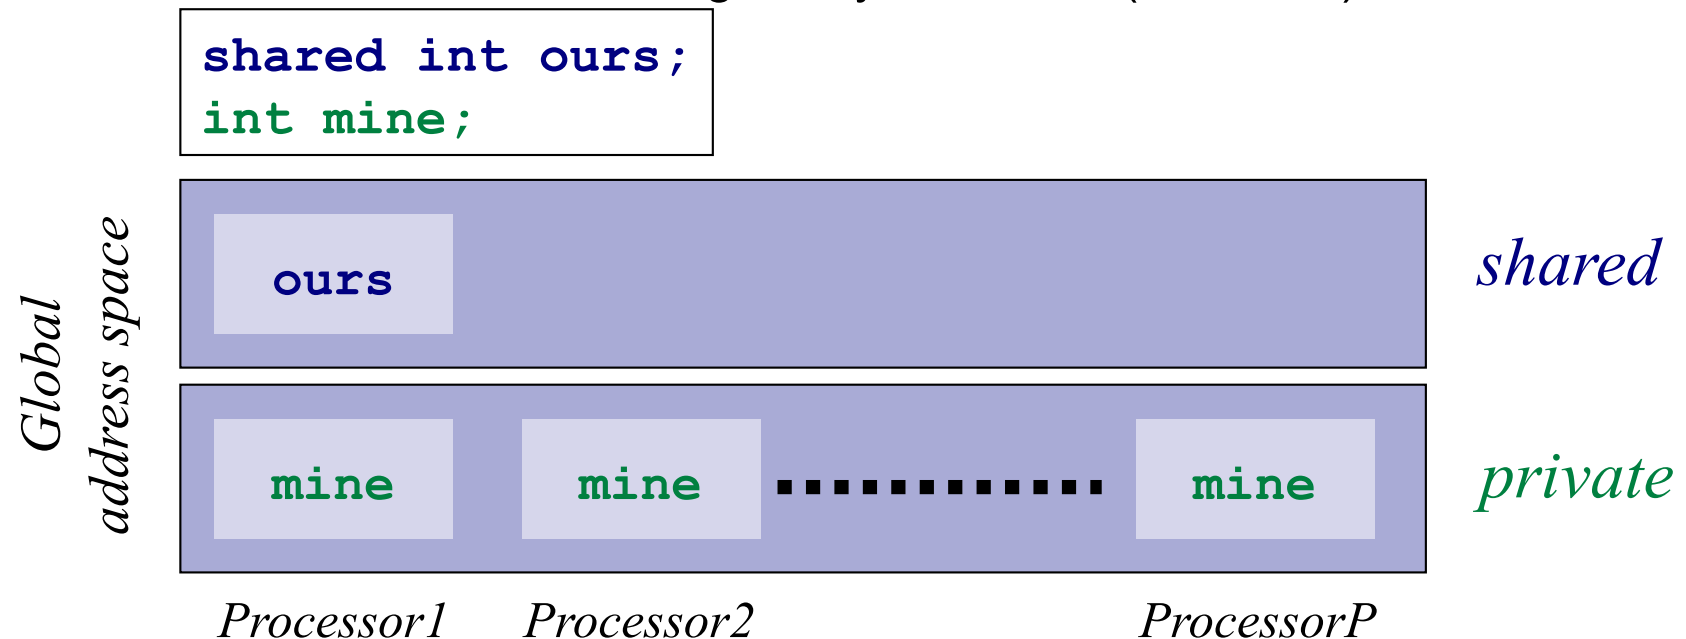 shared int ours;
int mine;
Global
address space
ours
shared
mine mine mine
private
Processor1 Processor2 ProcessorP